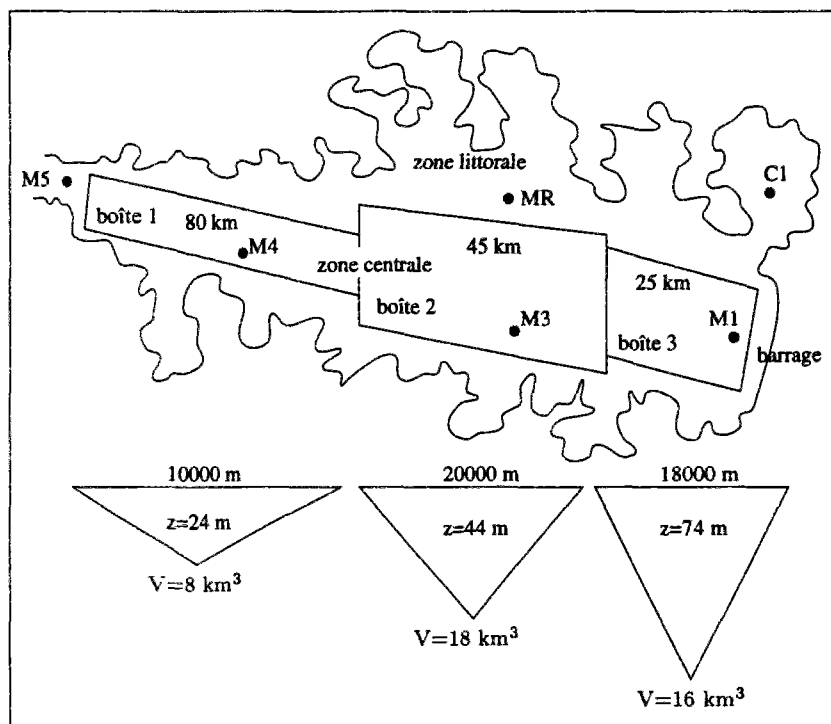 zone littorale
C1
M5
MR
boîte 1
80 km
M4
zone centrale
45 km
25 km
boîte 2
M3
M1
boîte 3
barrage
10000 m
20000 m
18000 m
z=24 m
z=44 m
z=74 m
V=8 km³
V=18 km³
V=16 km³